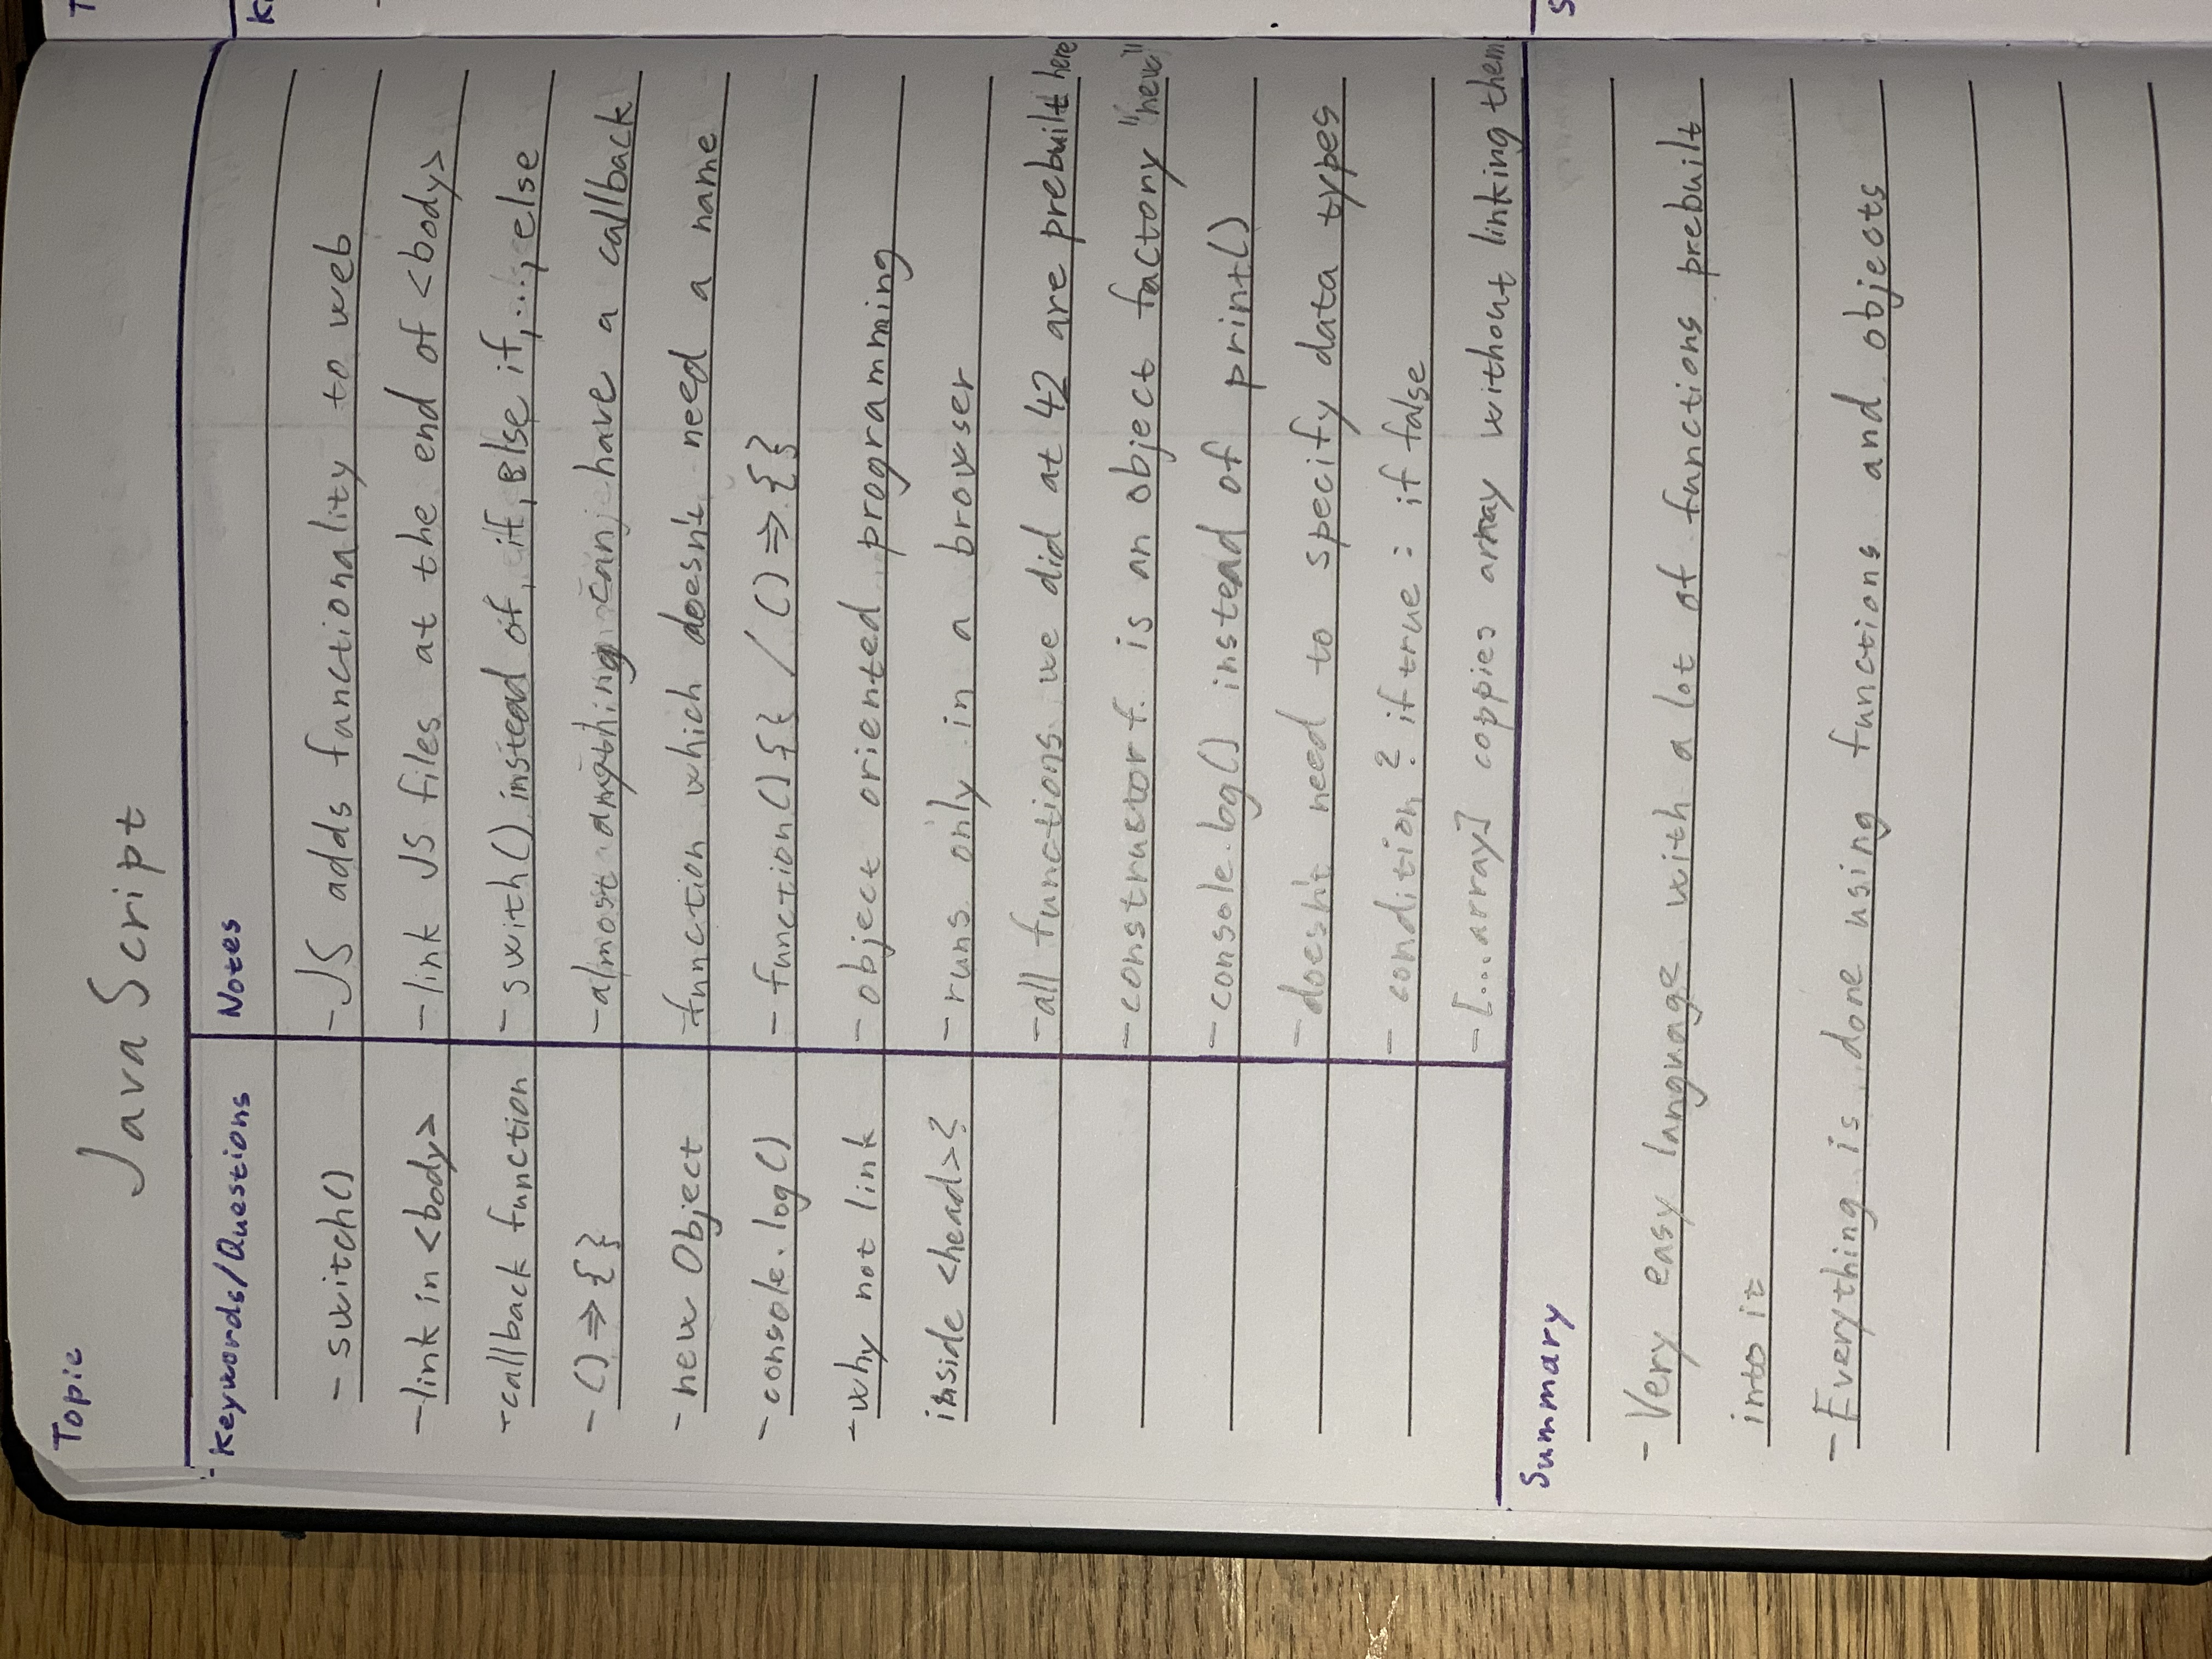 Topic
JavaScript
Keywords/Questions
- switch()
- link in <body>
- callback function
- () => {}
- new Object
- console.log()
- why not link
inside <head>?
Notes
- JS adds functionality to web
- link JS files at the end of <body>
- swith() instead of, if, else if, ..., else
- almost anything can have a callback
function which doesn't need a name
- function() {} / () => {}
- object oriented programming
- runs only in a browser
- all functions we did at 42 are prebuilt here
- constructor f. is an object factory "new"
- console.log() instead of print()
- doesn't need to specify data types
- condition ? if true : if false
- [...array] coppies array without linking them
Summary
- Very easy language with a lot of functions prebuilt
into it
- Everything is done using functions and objects
T
S